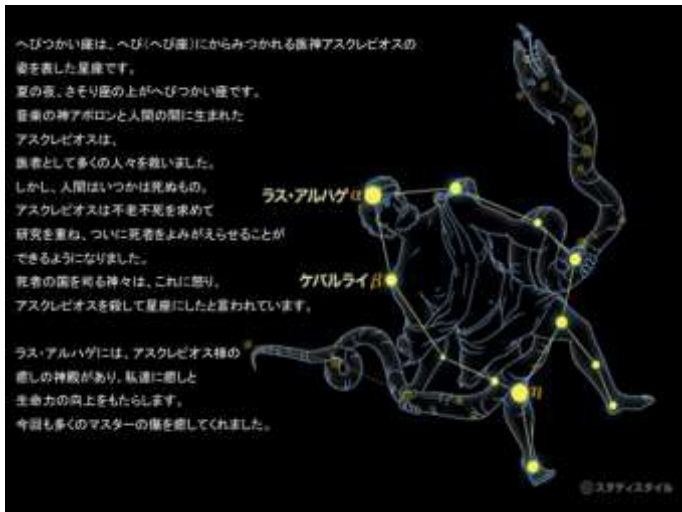 へびつかい座は、へび(へび座)にからみつかれる医神アスクレピオスの
姿を表した星座です。
夏の夜、さそり座の上がへびつかい座です。
音楽の神アポロンと人間の間に生まれた
アスクレピオスは、
医者として多くの人々を救いました。
しかし、人間はいつかは死ぬもの。
アスクレピオスは不老不死を求めて
研究を重ね、ついに死者をよみがえらせることが
できるようになりました。
死者の国を司る神々は、これに怒り、
アスクレピオスを殺して星座にしたと言われています。
ラス・アルハゲには、アスクレピオス様の
癒しの神殿があり、私達に癒しと
生命力の向上をもたらします。
今回も多くのマスターの傷を癒してくれました。
ラス・アルハゲ α
ケバルライ β
η
©スタディスタイル